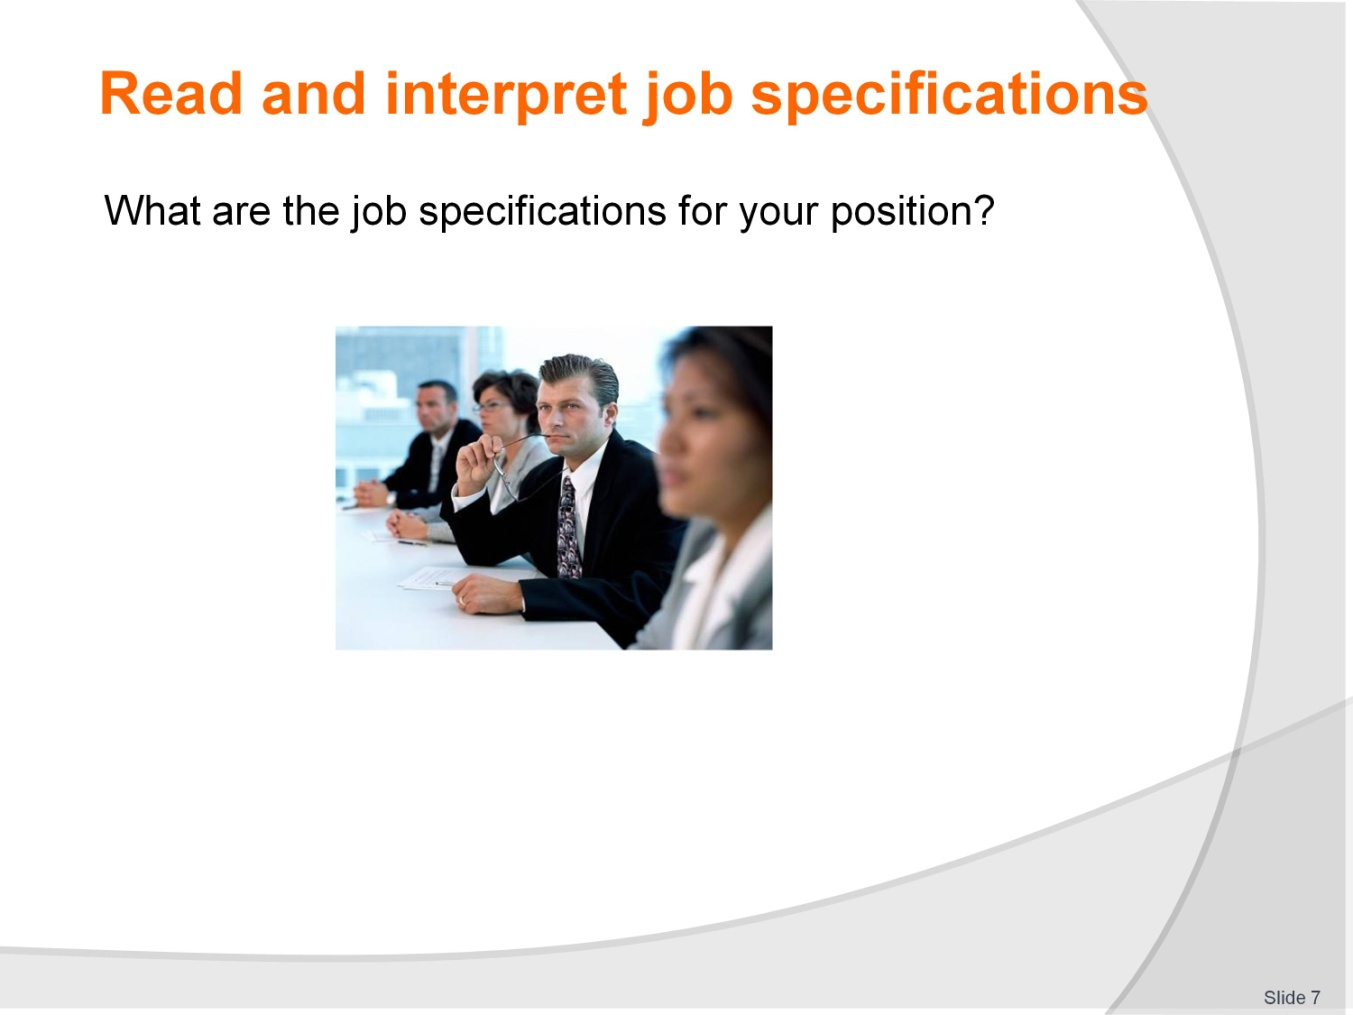 Read and interpret job specifications
What are the job specifications for your position?
Slide 7